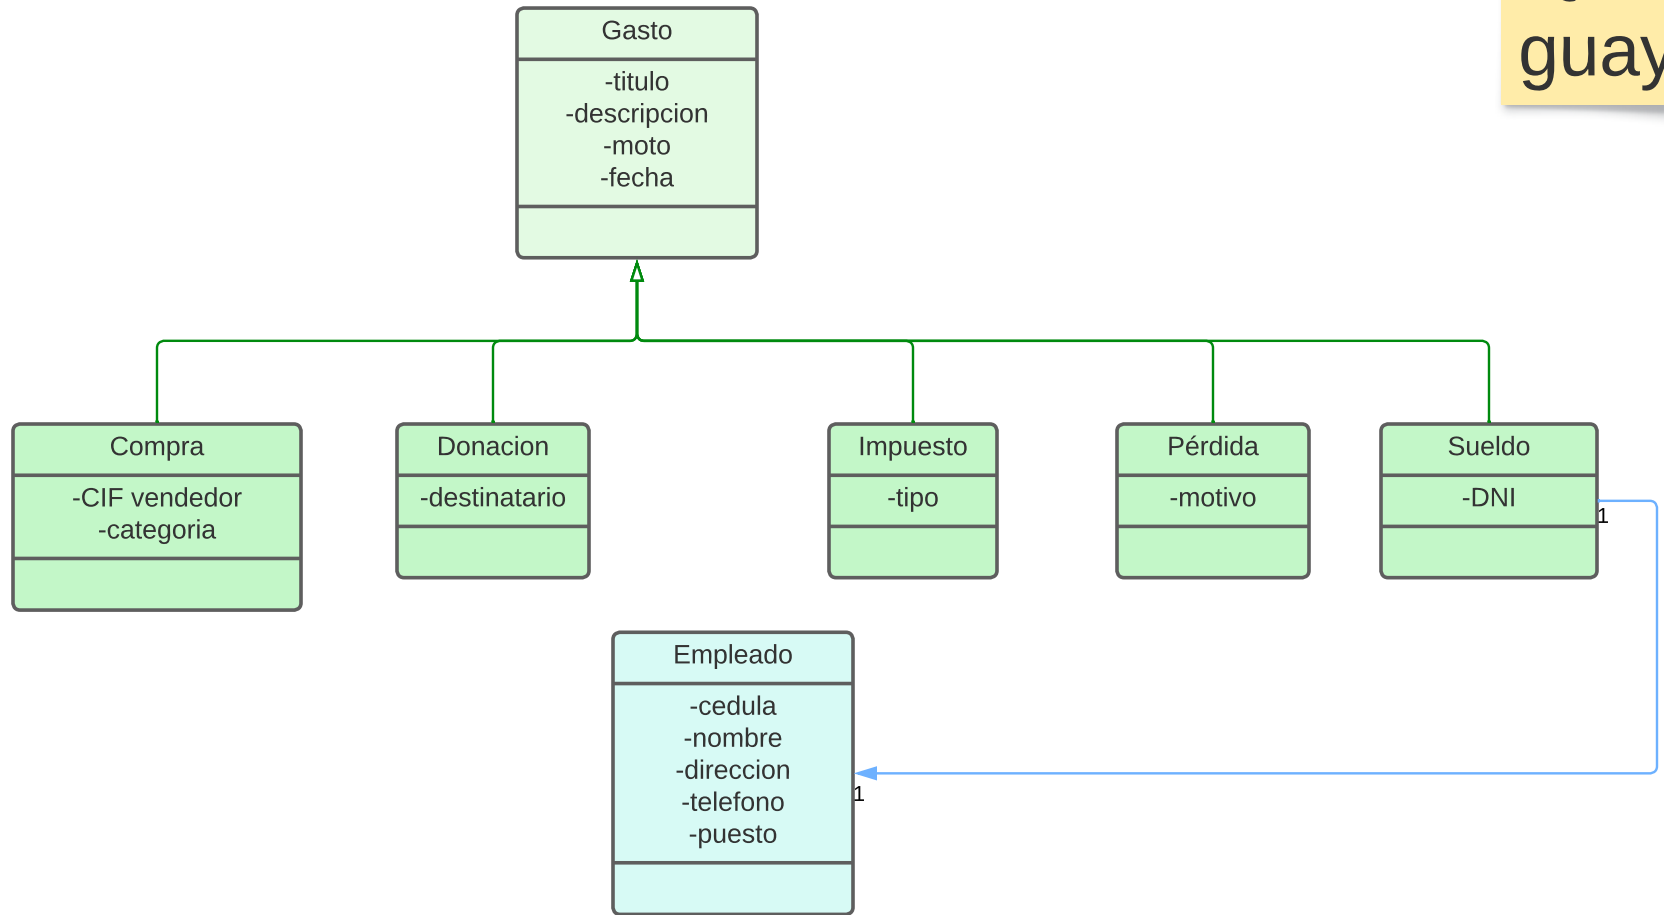 Gasto
-titulo
-descripcion
-moto
-fecha
guay
Compra
-CIF vendedor
-categoria
Donacion
-destinatario
Impuesto
-tipo
Pérdida
-motivo
Sueldo
-DNI
1
Empleado
-cedula
-nombre
-direccion
-telefono
-puesto
1